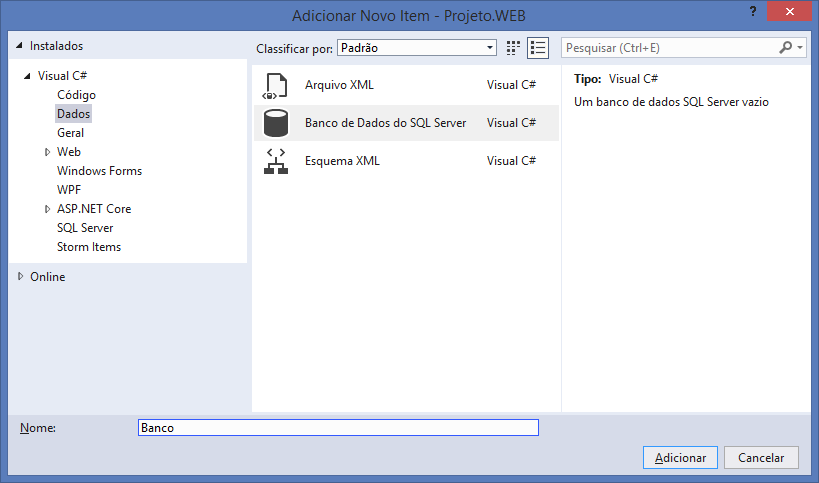 Adicionar Novo Item - Projeto.WEB
?
Instalados
Visual C#
Código
Dados
Geral
Web
Windows Forms
WPF
ASP.NET Core
SQL Server
Storm Items
Online
Classificar por: Padrão
Arquivo XML Visual C#
Banco de Dados do SQL Server Visual C#
Esquema XML Visual C#
Pesquisar (Ctrl+E)
Tipo: Visual C#
Um banco de dados SQL Server vazio
Nome: Banco
Adicionar Cancelar